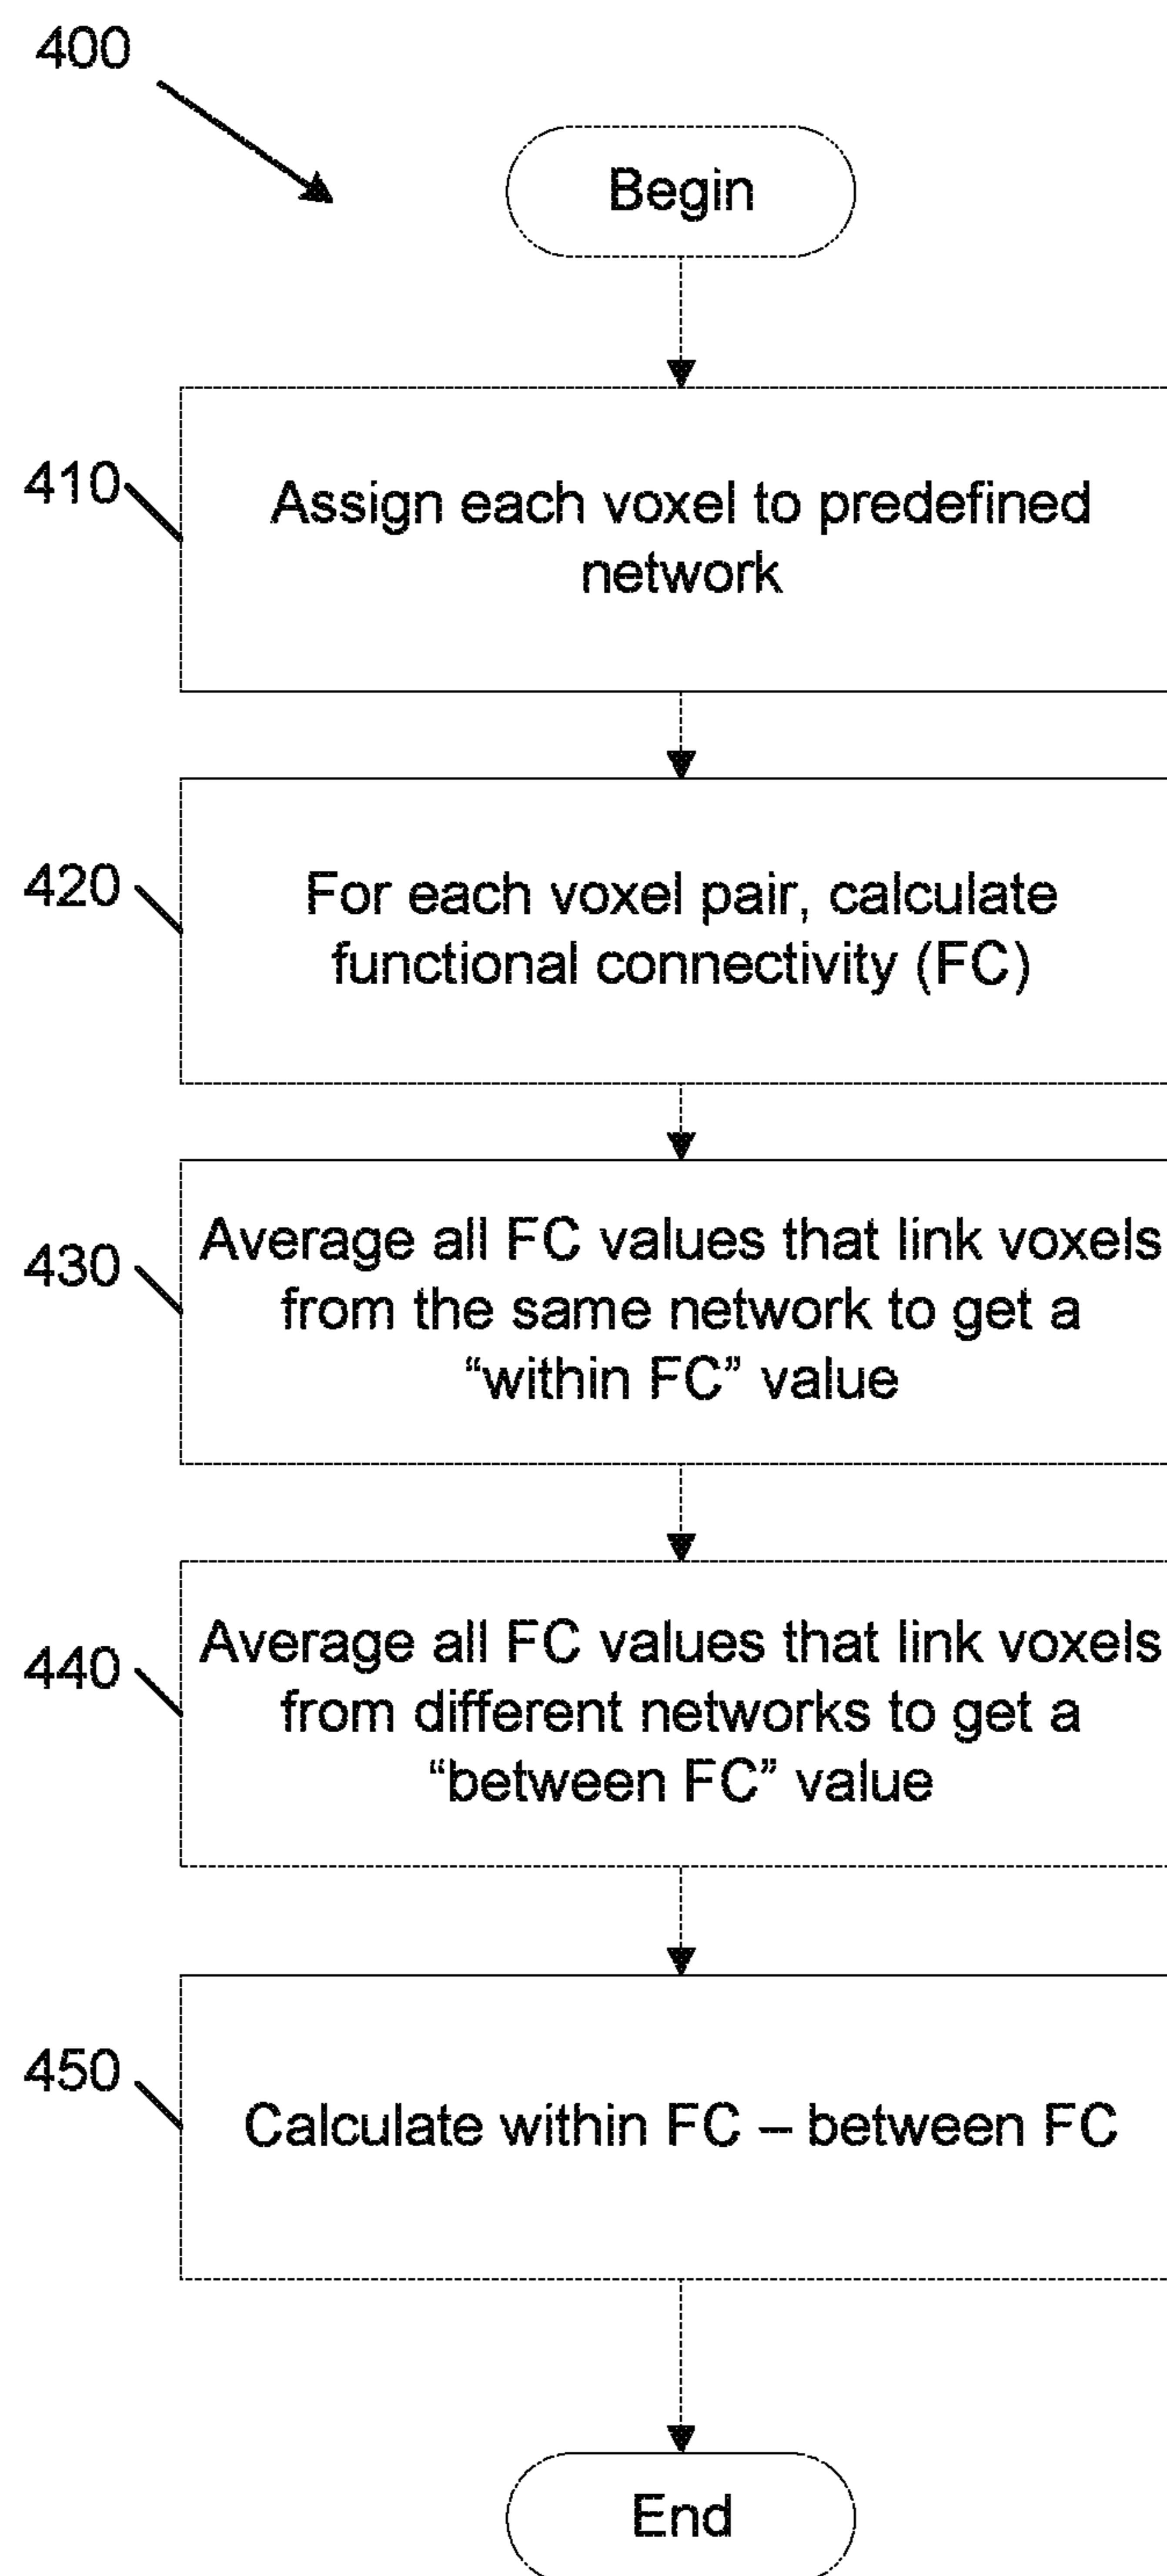 400
Begin
410
Assign each voxel to predefined
network
420
For each voxel pair, calculate
functional connectivity (FC)
430
Average all FC values that link voxels
from the same network to get a
“within FC” value
440
Average all FC values that link voxels
from different networks to get a
“between FC” value
450
Calculate within FC – between FC
End